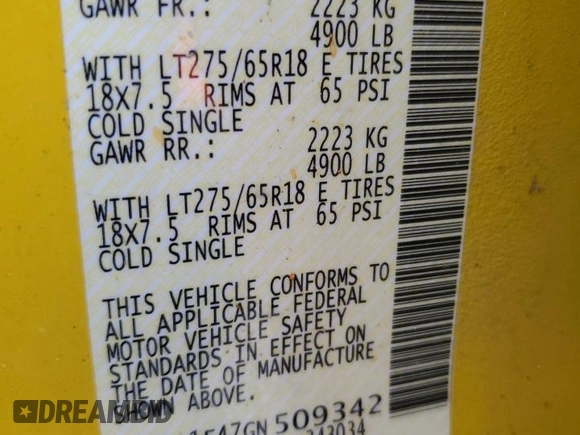 GAWR FR.: 2223 KG
4900 LB
WITH LT275/65R18 E TIRES
18X7.5 RIMS AT 65 PSI
COLD SINGLE
GAWR RR.: 2223 KG
4900 LB
WITH LT275/65R18 E TIRES
18X7.5 RIMS AT 65 PSI
COLD SINGLE
THIS VEHICLE CONFORMS TO
ALL APPLICABLE FEDERAL
MOTOR VEHICLE SAFETY
STANDARDS IN EFFECT ON
THE DATE OF MANUFACTURE
SHOWN ABOVE.
509342
DREAMBID